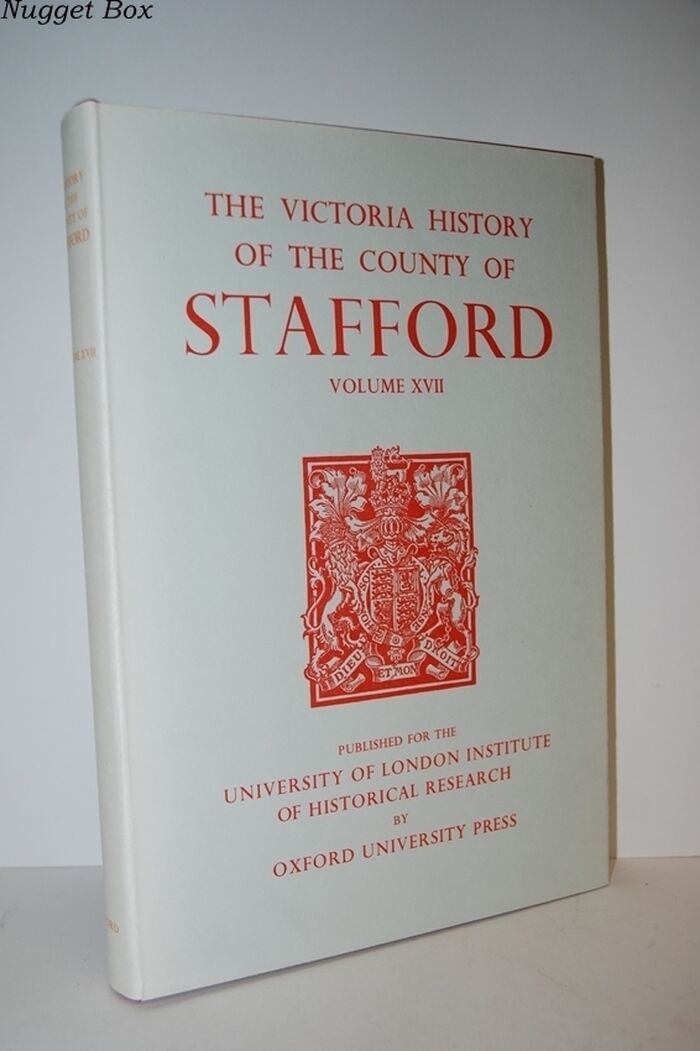 Nugget Box
THE VICTORIA HISTORY
OF THE COUNTY OF
STAFFORD
VOLUME XVII
DIEU ET MON DROIT
PUBLISHED FOR THE
UNIVERSITY OF LONDON INSTITUTE
OF HISTORICAL RESEARCH
BY
OXFORD UNIVERSITY PRESS
XVII